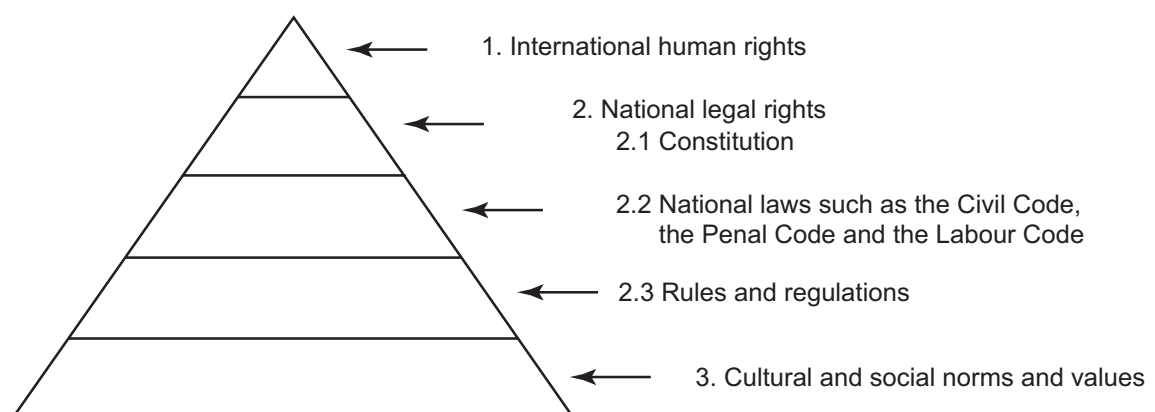 1. International human rights
2. National legal rights
2.1 Constitution
2.2 National laws such as the Civil Code,
the Penal Code and the Labour Code
2.3 Rules and regulations
3. Cultural and social norms and values